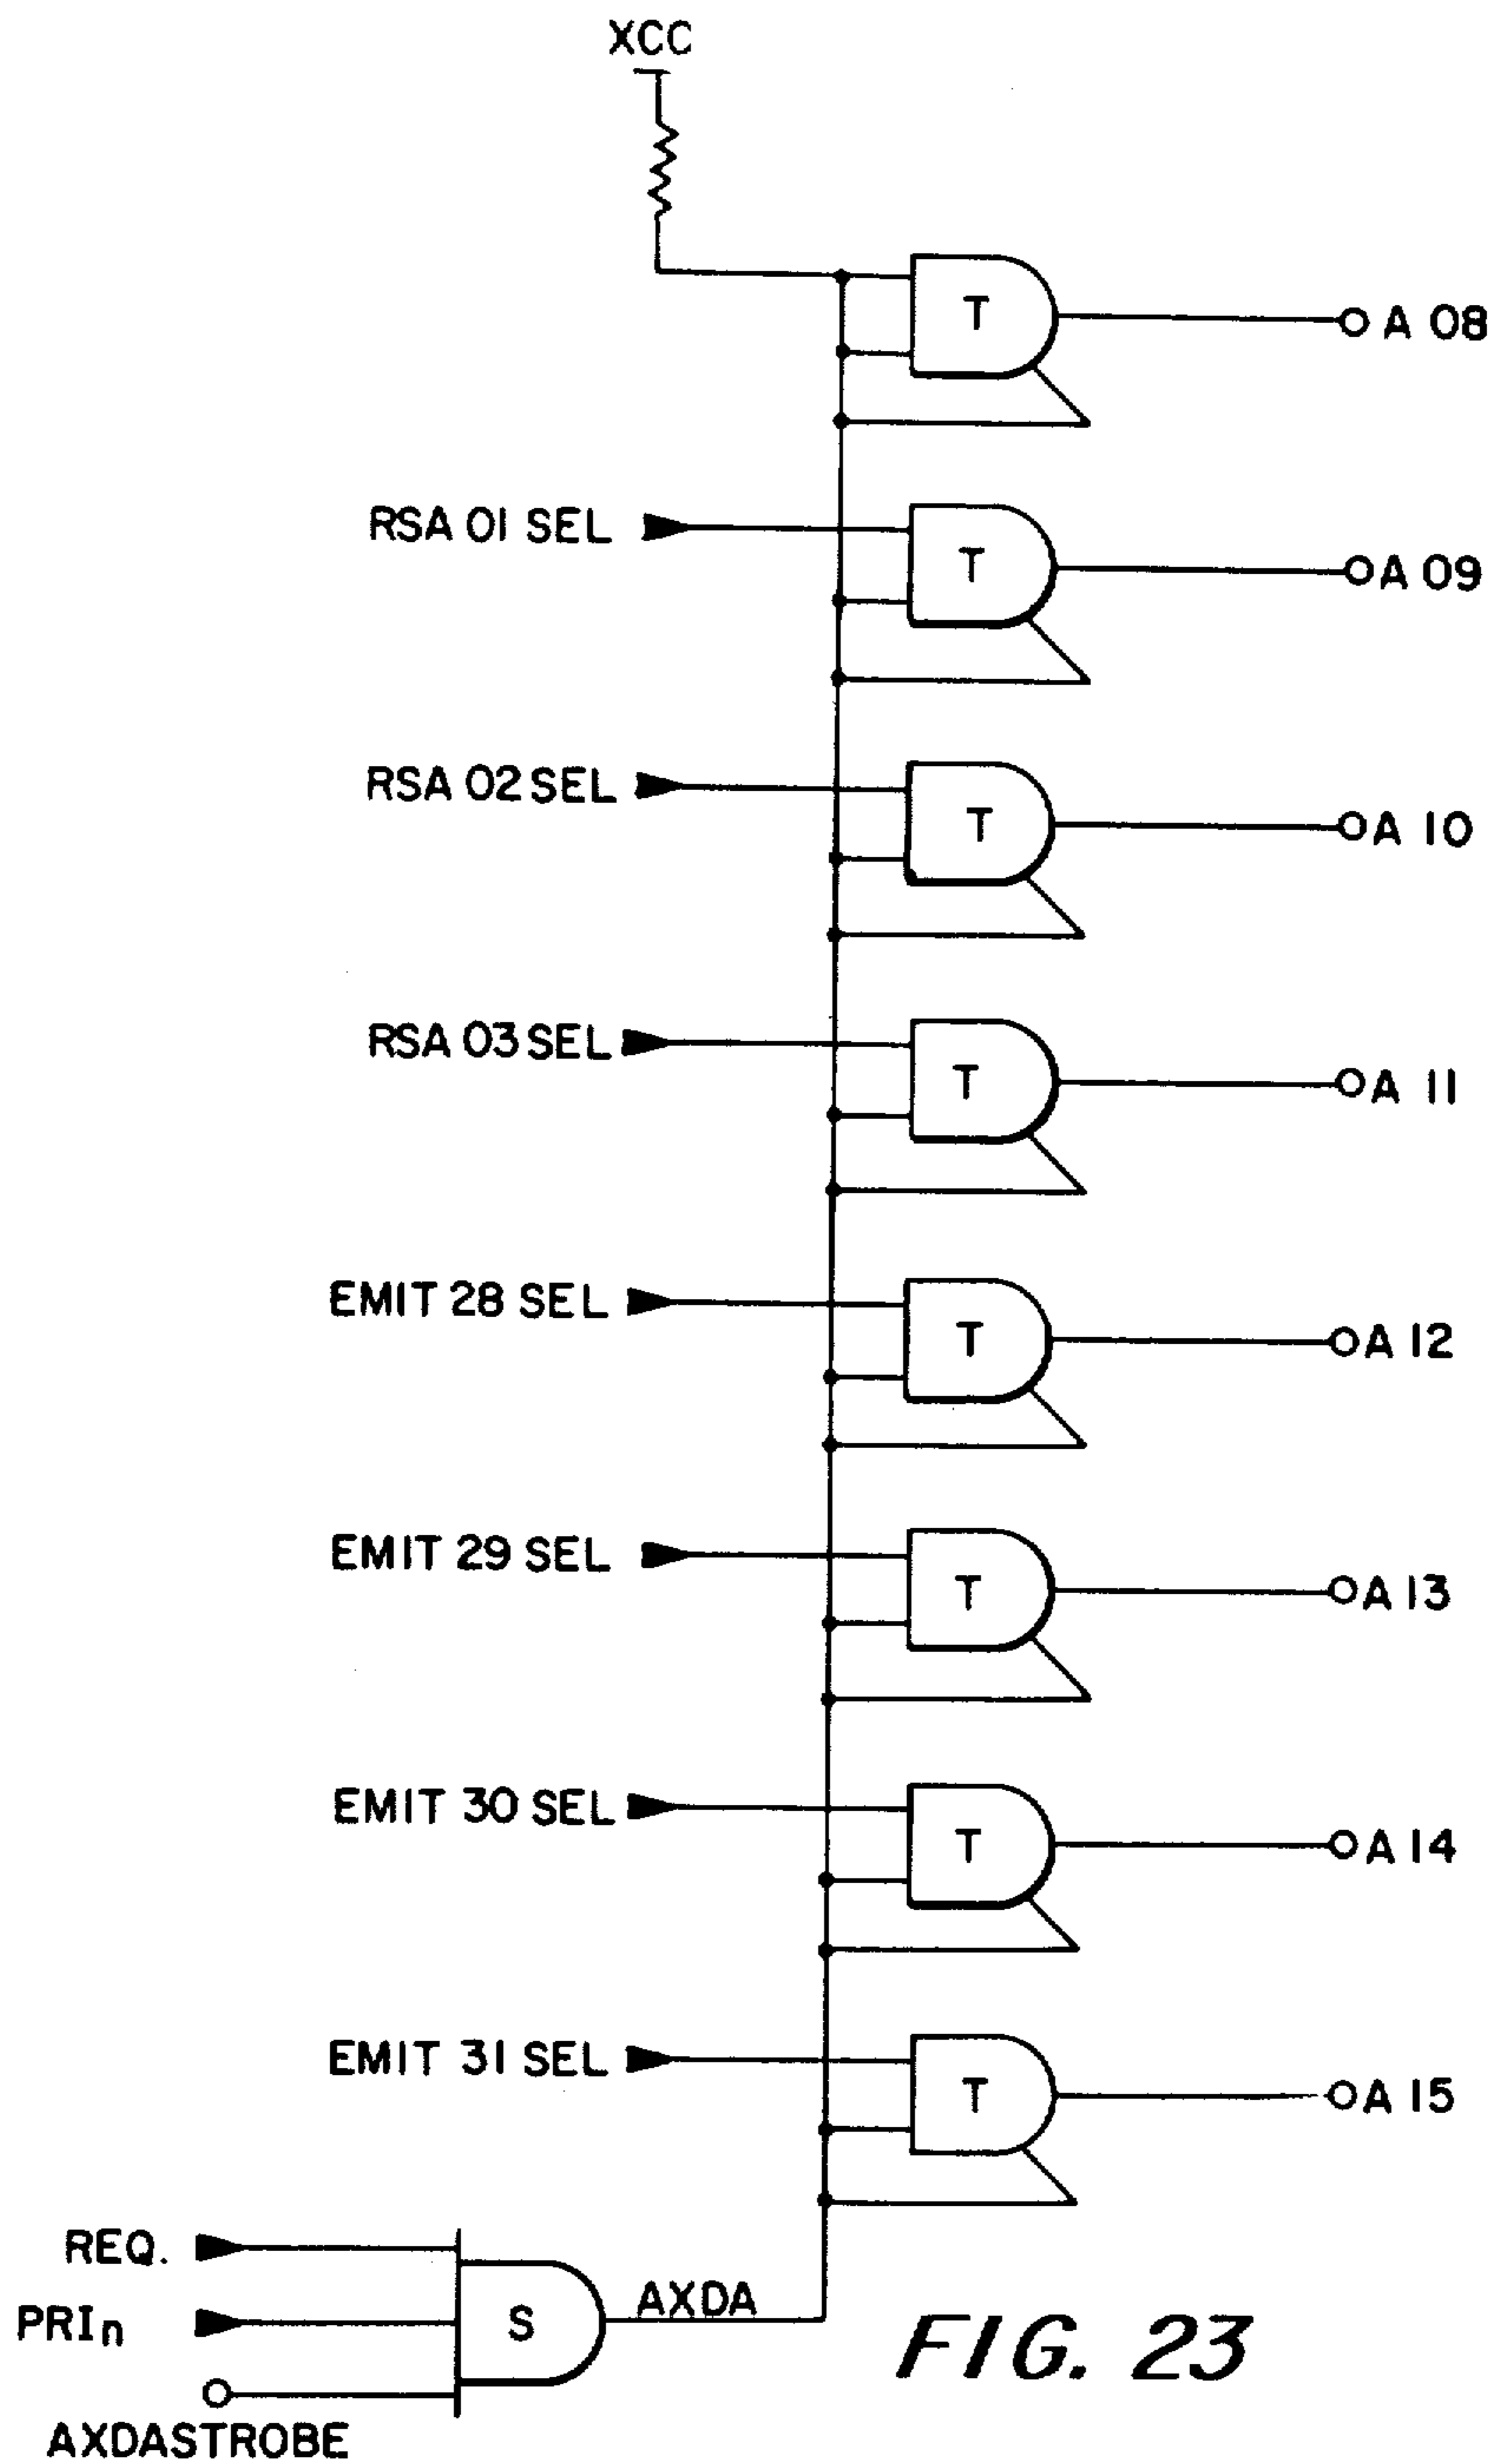 XCC
T
A 08
RSA 01 SEL
T
A 09
RSA 02 SEL
T
A 10
RSA 03 SEL
T
A 11
EMIT 28 SEL
T
A 12
EMIT 29 SEL
T
A 13
EMIT 30 SEL
T
A 14
EMIT 31 SEL
T
A 15
REQ.
PRIn
S
AXDA
AXDASTROBE
FIG. 23